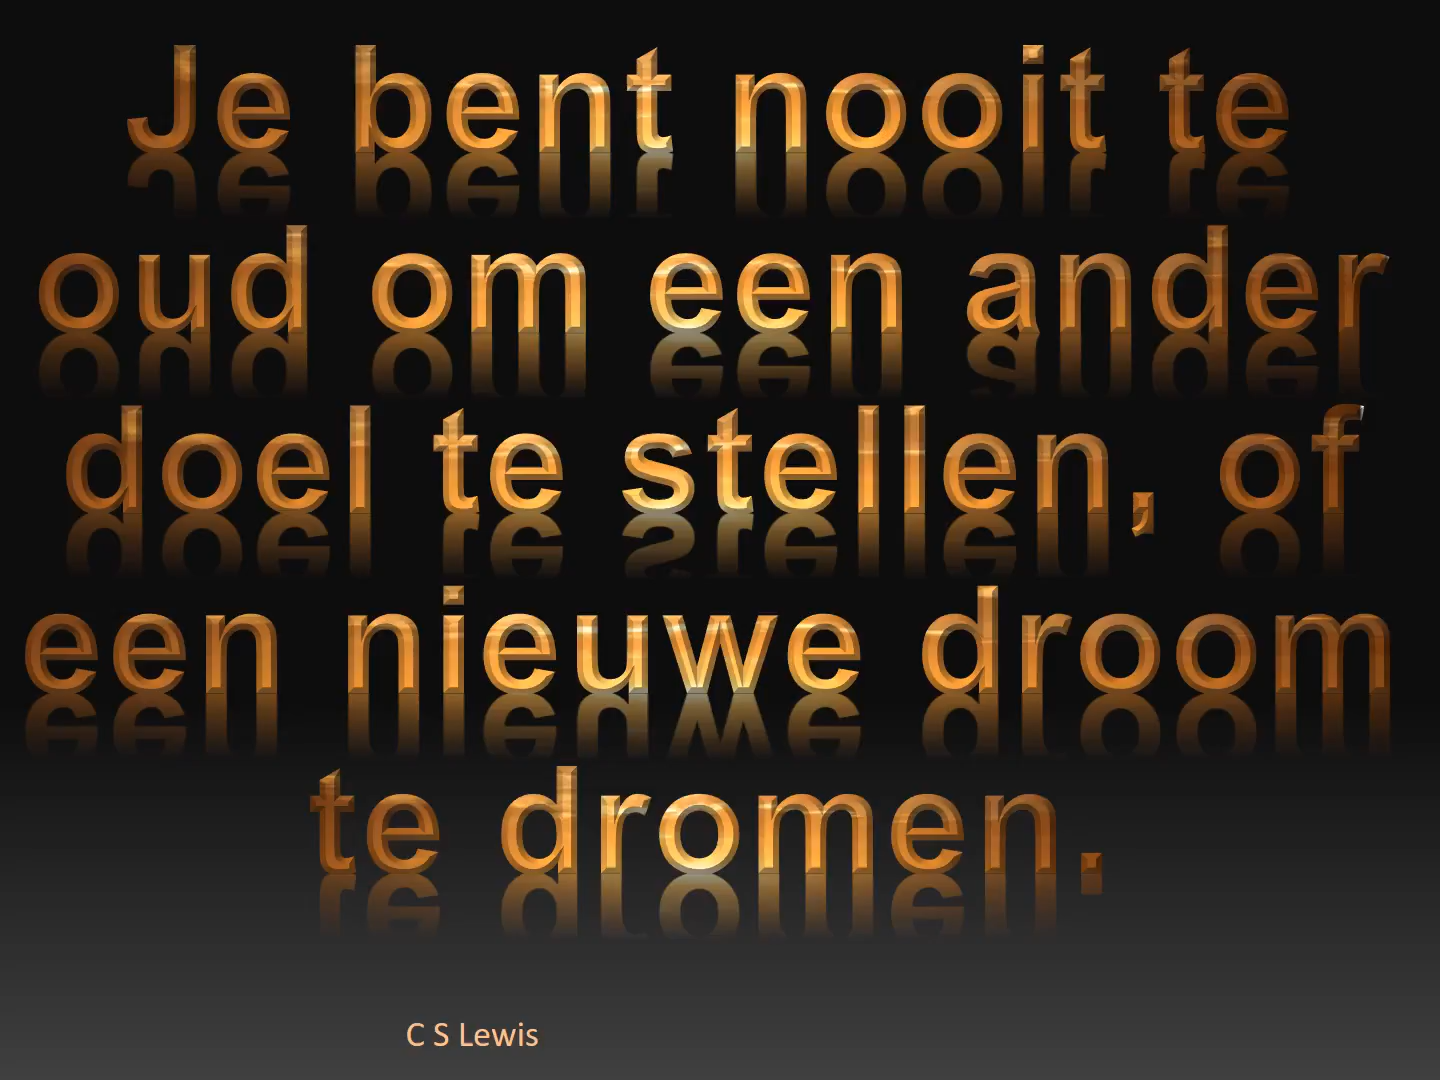 Je bent nooit te
oud om een ander
doel te stellen, of
een nieuwe droom
te dromen.
C S Lewis